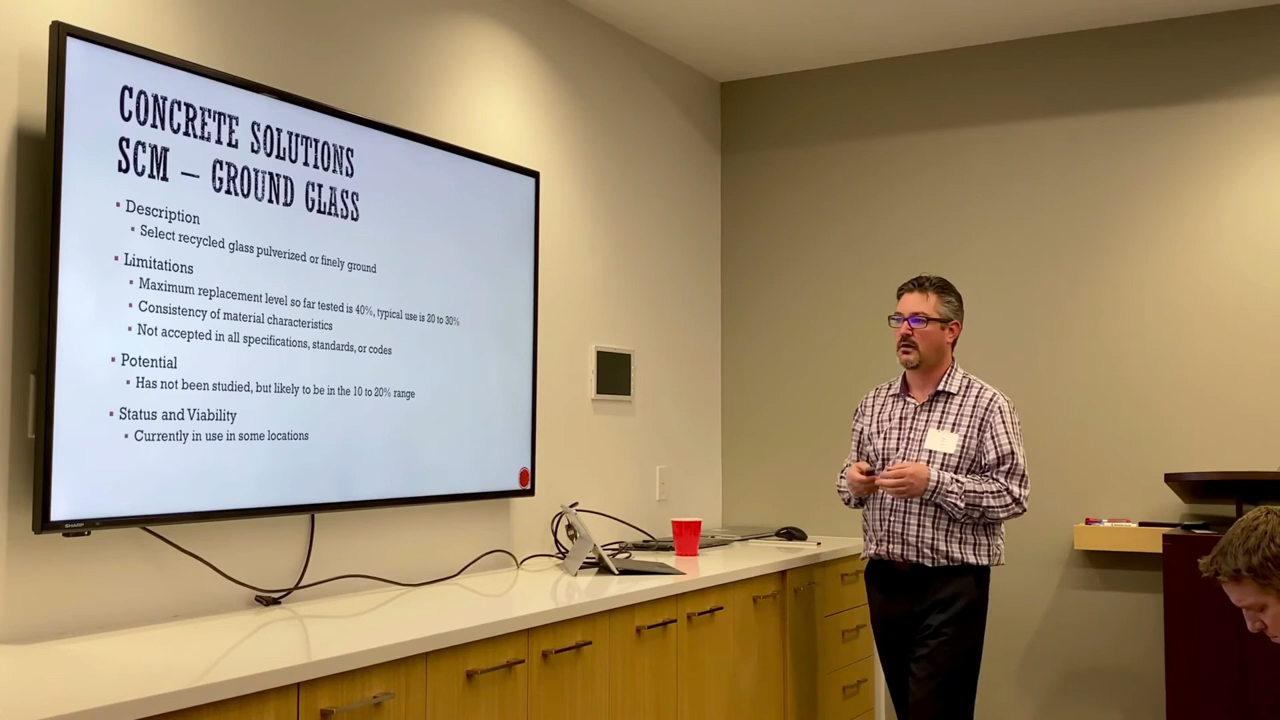 CONCRETE SOLUTIONS
SCM – GROUND GLASS
▪ Description
▪ Select recycled glass pulverized or finely ground
▪ Limitations
▪ Maximum replacement level so far tested is 40%, typical use is 20 to 30%
▪ Consistency of material characteristics
▪ Not accepted in all specifications, standards, or codes
▪ Potential
▪ Has not been studied, but likely to be in the 10 to 20% range
▪ Status and Viability
▪ Currently in use in some locations
SHARP